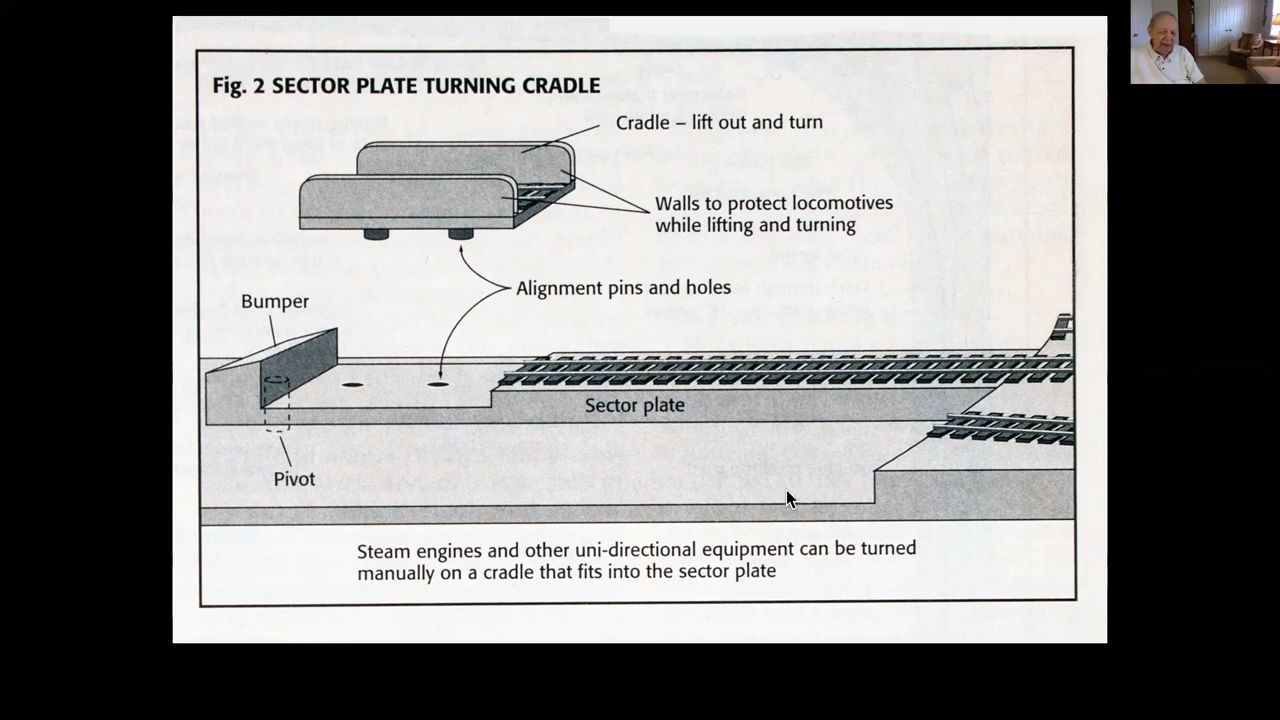 Fig. 2 SECTOR PLATE TURNING CRADLE
Cradle – lift out and turn
Walls to protect locomotives
while lifting and turning
Alignment pins and holes
Bumper
Sector plate
Pivot
Steam engines and other uni-directional equipment can be turned
manually on a cradle that fits into the sector plate